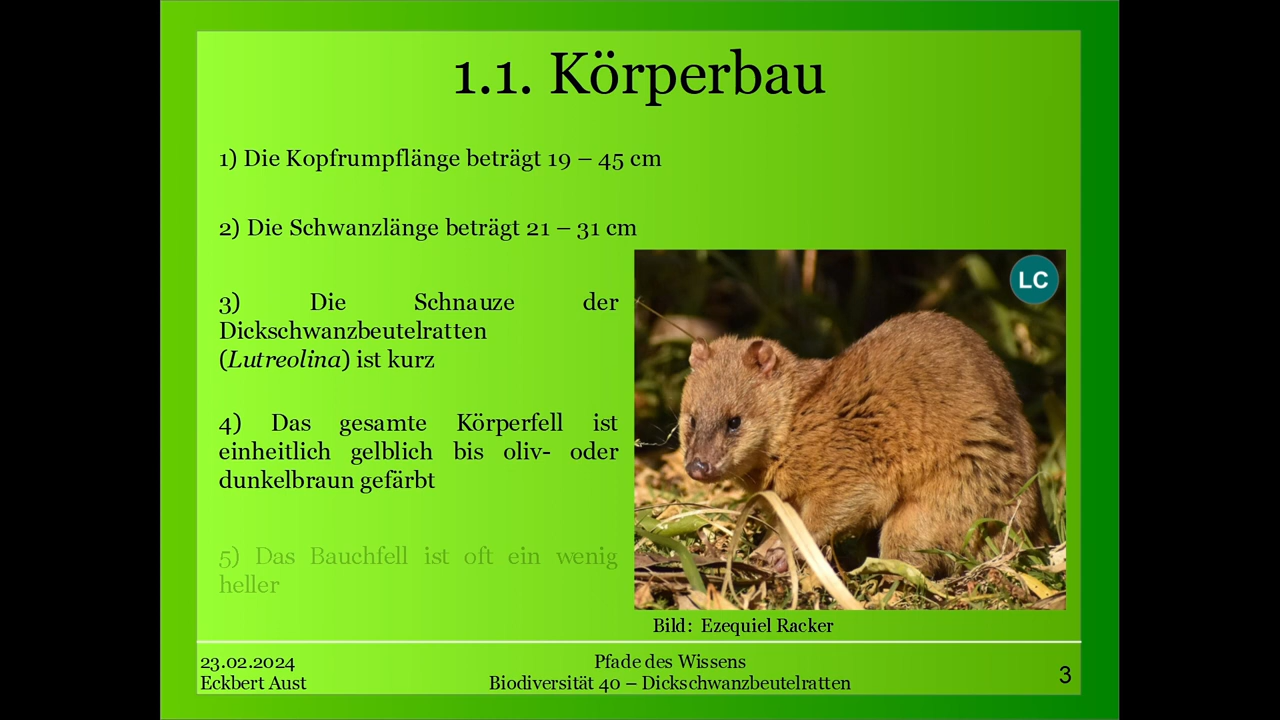 1.1. Körperbau
1) Die Kopfrumpflänge beträgt 19 – 45 cm
2) Die Schwanzlänge beträgt 21 – 31 cm
3) Die Schnauze der
Dickschwanzbeutelratten
(Lutreolina) ist kurz
4) Das gesamte Körperfell ist
einheitlich gelblich bis oliv- oder
dunkelbraun gefärbt
5) Das Bauchfell ist oft ein wenig
heller
LC
Bild: Ezequiel Racker
23.02.2024
Eckbert Aust
Pfade des Wissens
Biodiversität 40 – Dickschwanzbeutelratten
3